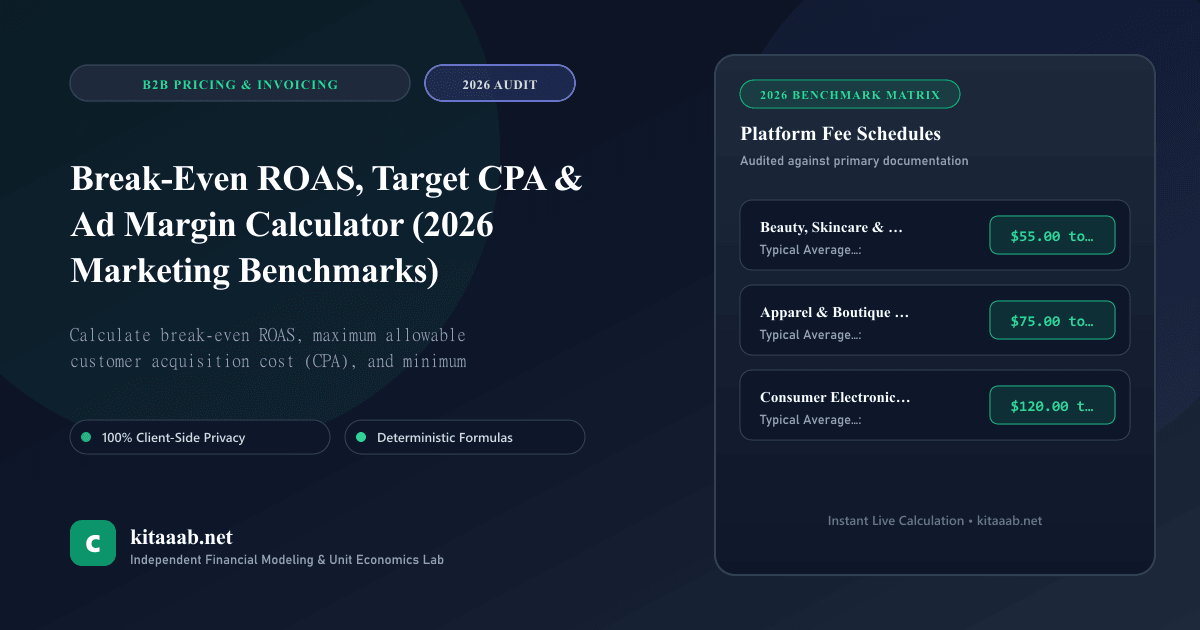 B2B PRICING & INVOICING
2026 AUDIT
Break-Even ROAS, Target CPA &
Ad Margin Calculator (2026
Marketing Benchmarks)
Calculate break-even ROAS, maximum allowable
customer acquisition cost (CPA), and minimum
100% Client-Side Privacy
Deterministic Formulas
C
kitaaab.net
Independent Financial Modeling & Unit Economics Lab
2026 BENCHMARK MATRIX
Platform Fee Schedules
Audited against primary documentation
Beauty, Skincare & …
Typical Average…:
$55.00 to…
Apparel & Boutique …
Typical Average…:
$75.00 to…
Consumer Electronic…
Typical Average…:
$120.00 t…
Instant Live Calculation • kitaaab.net